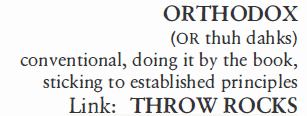 ORTHODOX
(OR thuh dahks)
conventional, doing it by the book,
sticking to established principles
Link: THROW ROCKS